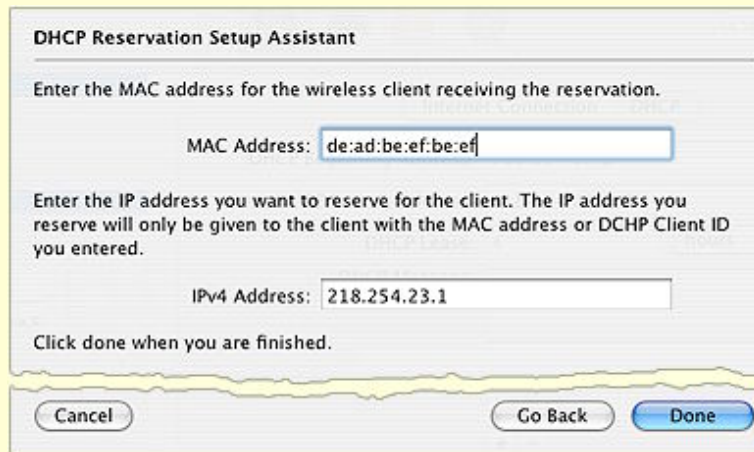 DHCP Reservation Setup Assistant
Enter the MAC address for the wireless client receiving the reservation.
MAC Address: de:ad:be:ef:be:ef
Enter the IP address you want to reserve for the client. The IP address you
reserve will only be given to the client with the MAC address or DCHP Client ID
you entered.
IPv4 Address: 218.254.23.1
Click done when you are finished.
Cancel Go Back Done